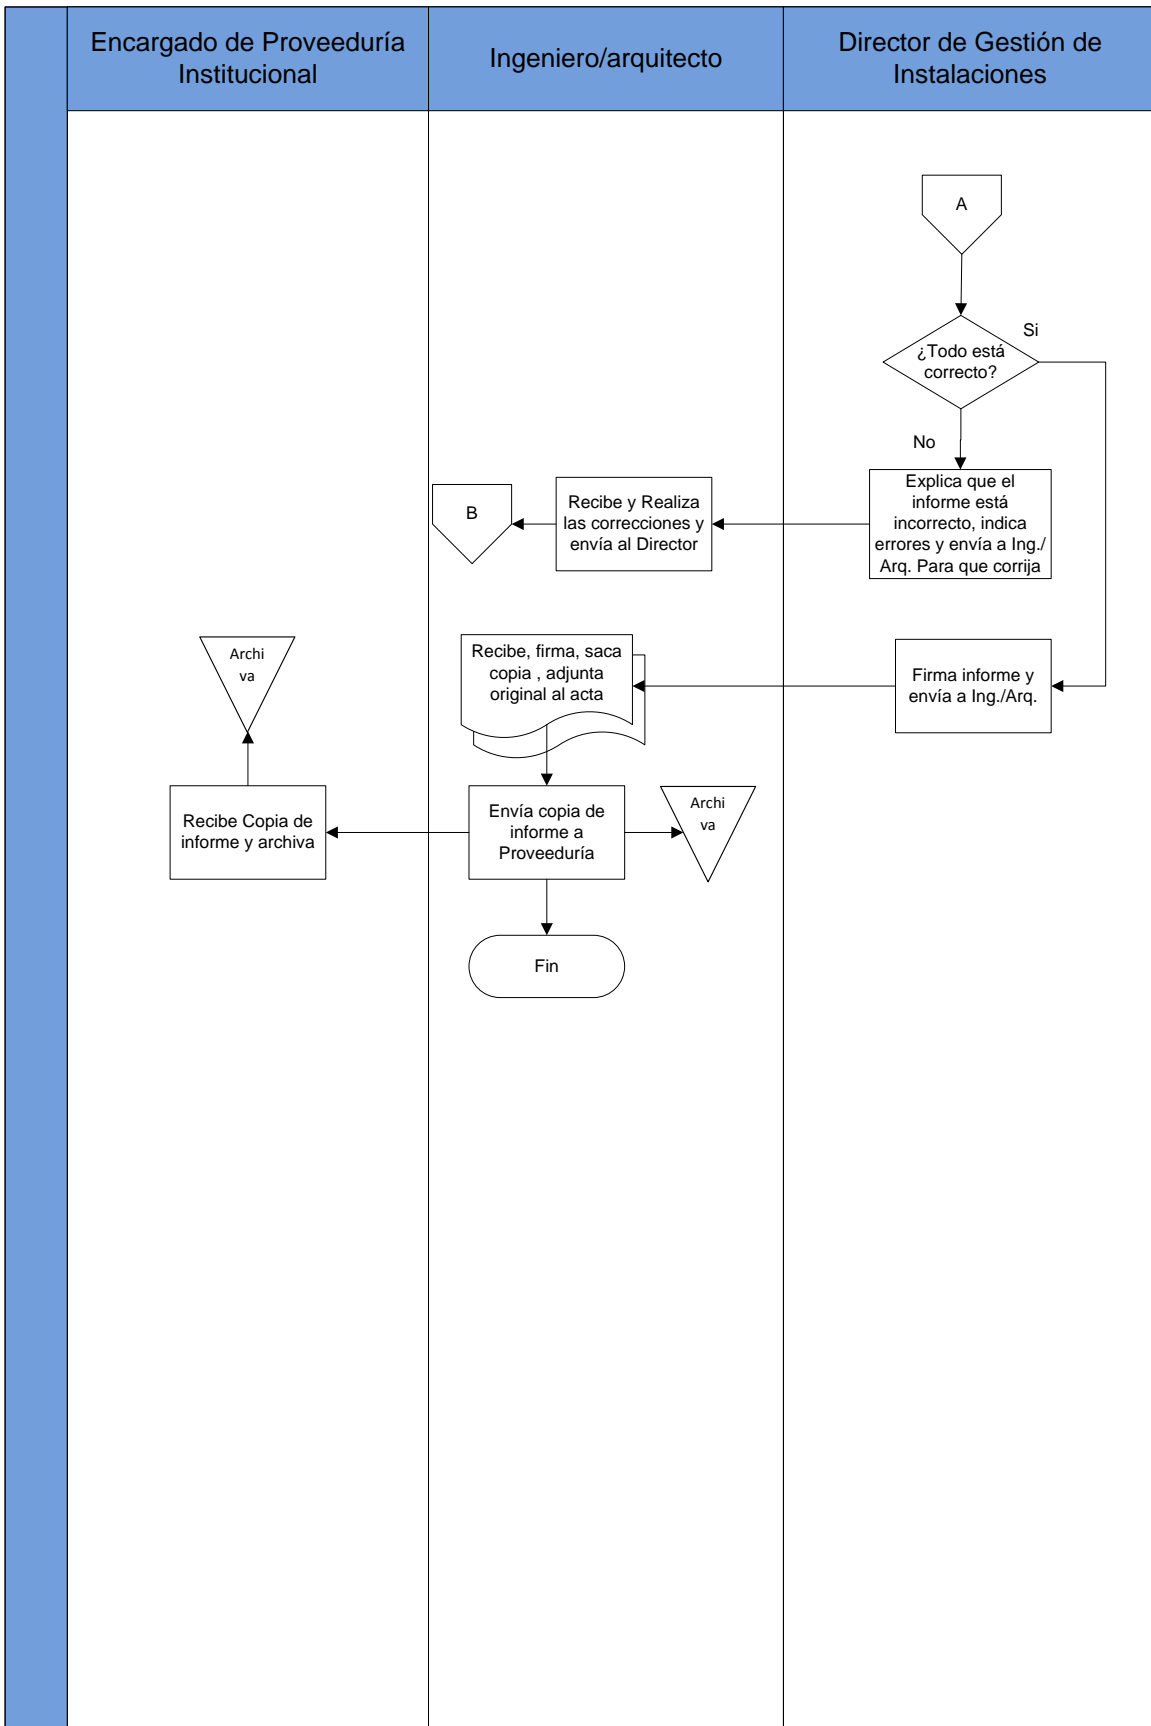 Encargado de Proveeduría
Institucional
Ingeniero/arquitecto
Director de Gestión de
Instalaciones
A
Si
¿Todo está
correcto?
No
Explica que el
informe está
incorrecto, indica
errores y envía a Ing./
Arq. Para que corrija
Recibe y Realiza
las correcciones y
envía al Director
B
Firma informe y
envía a Ing./Arq.
Recibe, firma, saca
copia , adjunta
original al acta
Archi
va
Recibe Copia de
informe y archiva
Envía copia de
informe a
Proveeduría
Archi
va
Fin